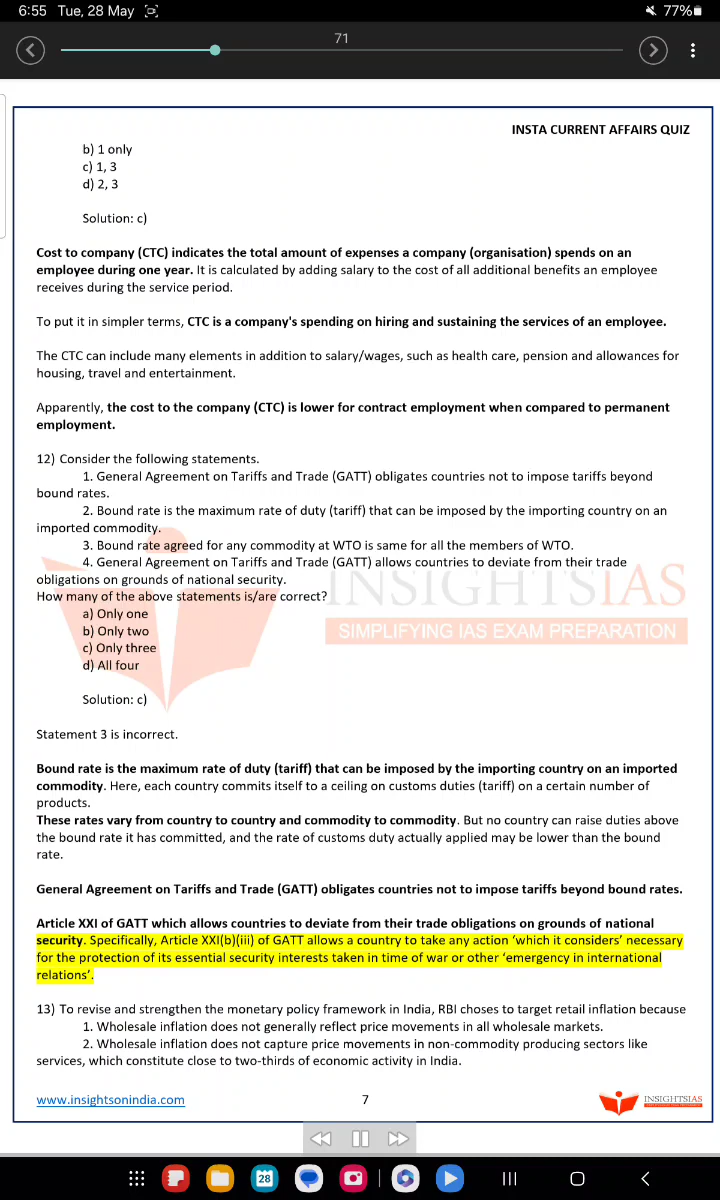 6:55 Tue, 28 May
77%
71
INSTA CURRENT AFFAIRS QUIZ
b) 1 only
c) 1, 3
d) 2, 3
Solution: c)
Cost to company (CTC) indicates the total amount of expenses a company (organisation) spends on an
employee during one year. It is calculated by adding salary to the cost of all additional benefits an employee
receives during the service period.
To put it in simpler terms, CTC is a company's spending on hiring and sustaining the services of an employee.
The CTC can include many elements in addition to salary/wages, such as health care, pension and allowances for
housing, travel and entertainment.
Apparently, the cost to the company (CTC) is lower for contract employment when compared to permanent
employment.
12) Consider the following statements.
1. General Agreement on Tariffs and Trade (GATT) obligates countries not to impose tariffs beyond
bound rates.
2. Bound rate is the maximum rate of duty (tariff) that can be imposed by the importing country on an
imported commodity.
3. Bound rate agreed for any commodity at WTO is same for all the members of WTO.
4. General Agreement on Tariffs and Trade (GATT) allows countries to deviate from their trade
obligations on grounds of national security.
How many of the above statements is/are correct?
a) Only one
b) Only two
c) Only three
d) All four
INSIGHTSIAS
SIMPLIFYING IAS EXAM PREPARATION
Solution: c)
Statement 3 is incorrect.
Bound rate is the maximum rate of duty (tariff) that can be imposed by the importing country on an imported
commodity. Here, each country commits itself to a ceiling on customs duties (tariff) on a certain number of
products.
These rates vary from country to country and commodity to commodity. But no country can raise duties above
the bound rate it has committed, and the rate of customs duty actually applied may be lower than the bound
rate.
General Agreement on Tariffs and Trade (GATT) obligates countries not to impose tariffs beyond bound rates.
Article XXI of GATT which allows countries to deviate from their trade obligations on grounds of national
security. Specifically, Article XXI(b)(iii) of GATT allows a country to take any action ‘which it considers’ necessary
for the protection of its essential security interests taken in time of war or other ‘emergency in international
relations’.
13) To revise and strengthen the monetary policy framework in India, RBI choses to target retail inflation because
1. Wholesale inflation does not generally reflect price movements in all wholesale markets.
2. Wholesale inflation does not capture price movements in non-commodity producing sectors like
services, which constitute close to two-thirds of economic activity in India.
www.insightsonindia.com
7
INSIGHTSIAS
28